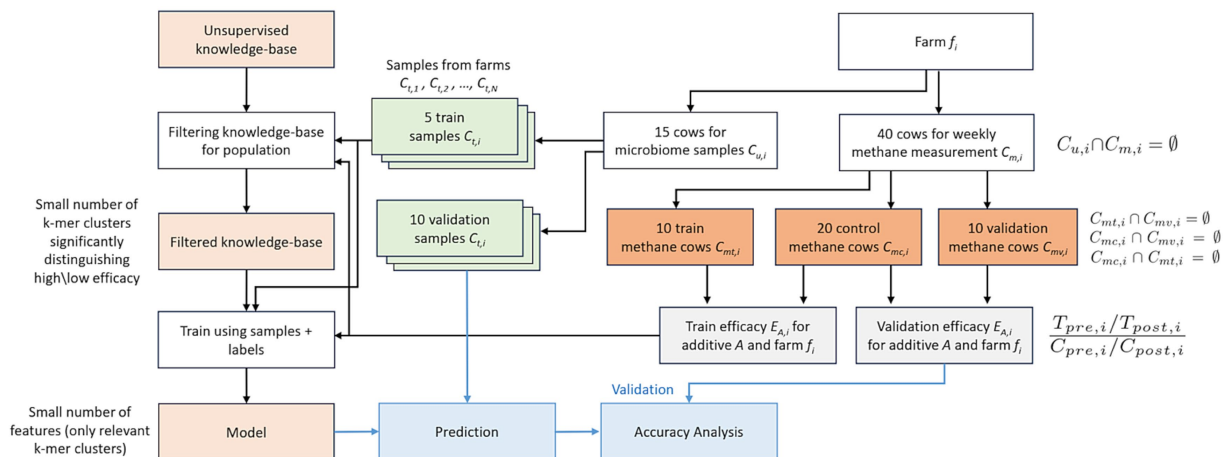 Unsupervised
knowledge-base
Farm fᵢ
Samples from farms
C_{t,1} , C_{t,2} , ..., C_{t,N}
5 train
samples C_{t,i}
15 cows for
microbiome samples C_{u,i}
40 cows for weekly
methane measurement C_{m,i}
C_{u,i}∩C_{m,i} = ∅
Filtering knowledge-base
for population
Small number of
k-mer clusters
significantly
distinguishing
high\low efficacy
Filtered knowledge-base
10 validation
samples C_{t,i}
10 train
methane cows C_{mt,i}
20 control
methane cows C_{mc,i}
10 validation
methane cows C_{mv,i}
C_{mt,i} ∩ C_{mv,i} = ∅
C_{mc,i} ∩ C_{mv,i} = ∅
C_{mc,i} ∩ C_{mt,i} = ∅
Train using samples +
labels
Train efficacy E_{A,i} for
additive A and farm fᵢ
Validation efficacy E_{A,i}
for additive A and farm fᵢ
T_{pre,i}/T_{post,i}
C_{pre,i}/C_{post,i}
Validation
Small number of
features (only relevant
k-mer clusters)
Model
Prediction
Accuracy Analysis